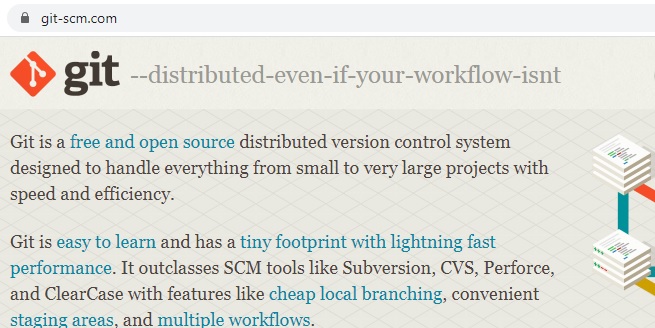 git-scm.com
git --distributed-even-if-your-workflow-isnt
Git is a free and open source distributed version control system
designed to handle everything from small to very large projects with
speed and efficiency.
Git is easy to learn and has a tiny footprint with lightning fast
performance. It outclasses SCM tools like Subversion, CVS, Perforce,
and ClearCase with features like cheap local branching, convenient
staging areas, and multiple workflows.